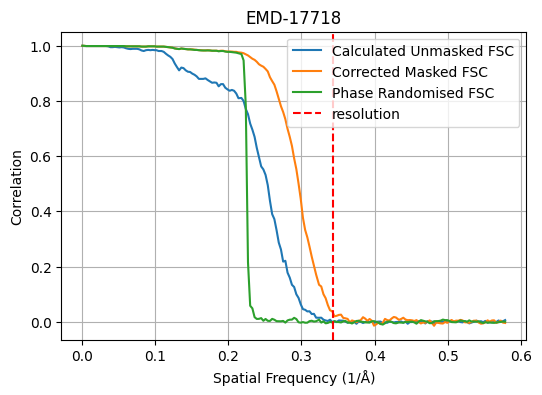 EMD-17718
Calculated Unmasked FSC
Corrected Masked FSC
Phase Randomised FSC
resolution
Correlation
1.0
0.8
0.6
0.4
0.2
0.0
0.0 0.1 0.2 0.3 0.4 0.5 0.6
Spatial Frequency (1/Å)